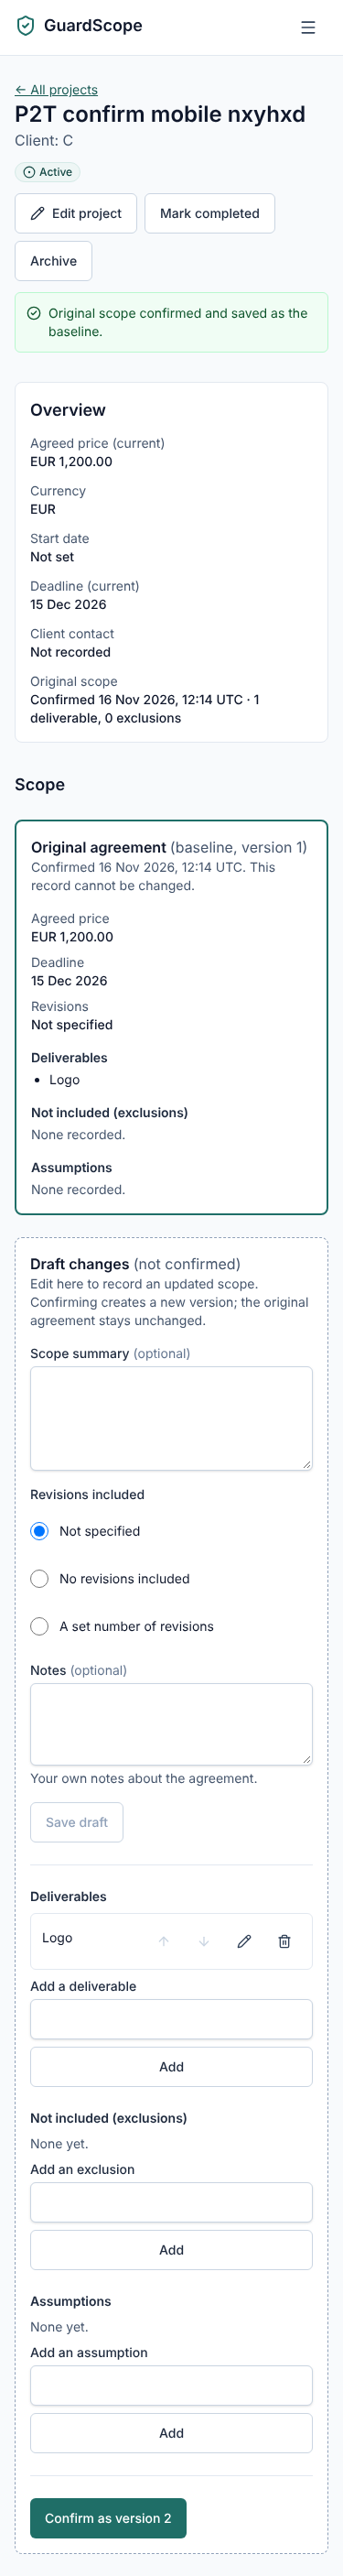 GuardScope
← All projects
P2T confirm mobile nxyhxd
Client: C
Active
Edit project
Mark completed
Archive
Original scope confirmed and saved as the
baseline.
Overview
Agreed price (current)
EUR 1,200.00
Currency
EUR
Start date
Not set
Deadline (current)
15 Dec 2026
Client contact
Not recorded
Original scope
Confirmed 16 Nov 2026, 12:14 UTC · 1
deliverable, 0 exclusions
Scope
Original agreement (baseline, version 1)
Confirmed 16 Nov 2026, 12:14 UTC. This
record cannot be changed.
Agreed price
EUR 1,200.00
Deadline
15 Dec 2026
Revisions
Not specified
Deliverables
• Logo
Not included (exclusions)
None recorded.
Assumptions
None recorded.
Draft changes (not confirmed)
Edit here to record an updated scope.
Confirming creates a new version; the original
agreement stays unchanged.
Scope summary (optional)
Revisions included
Not specified
No revisions included
A set number of revisions
Notes (optional)
Your own notes about the agreement.
Save draft
Deliverables
Logo
Add a deliverable
Add
Not included (exclusions)
None yet.
Add an exclusion
Add
Assumptions
None yet.
Add an assumption
Add
Confirm as version 2